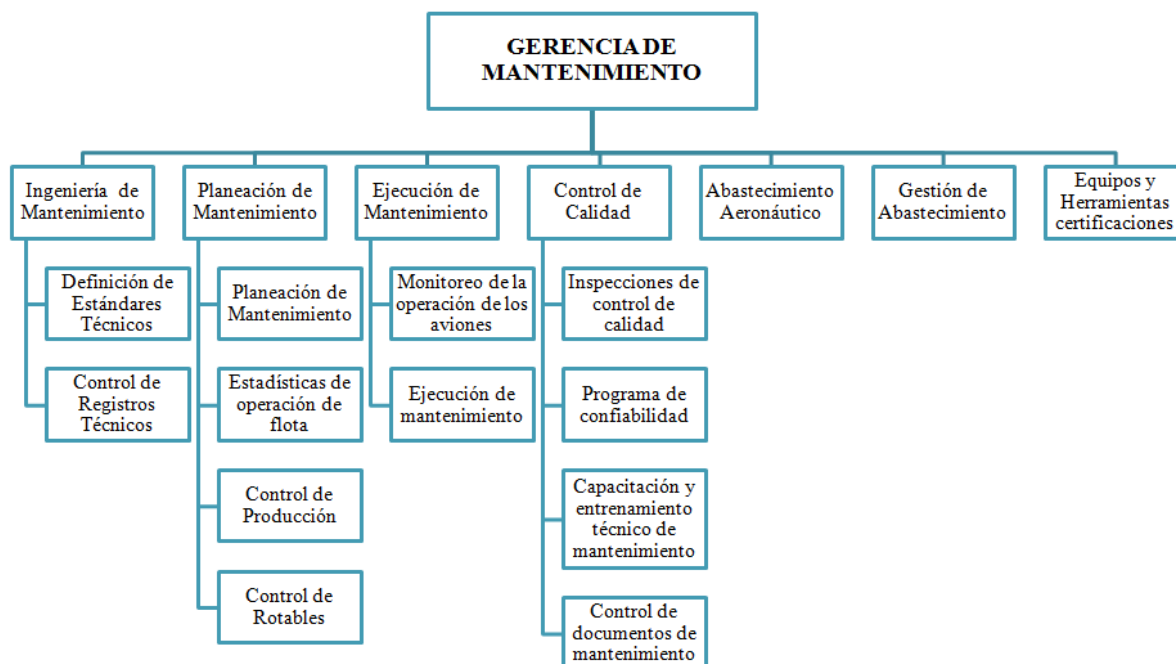 GERENCIA DE
MANTENIMIENTO
Ingeniería de
Mantenimiento
Planeación de
Mantenimiento
Ejecución de
Mantenimiento
Control de
Calidad
Abastecimiento
Aeronáutico
Gestión de
Abastecimiento
Equipos y
Herramientas
certificaciones
Definición de
Estándares
Técnicos
Control de
Registros
Técnicos
Planeación de
Mantenimiento
Estadísticas de
operación de
flota
Control de
Producción
Control de
Rotables
Monitoreo de la
operación de los
aviones
Ejecución de
mantenimiento
Inspecciones de
control de
calidad
Programa de
confiabilidad
Capacitación y
entrenamiento
técnico de
mantenimiento
Control de
documentos de
mantenimiento